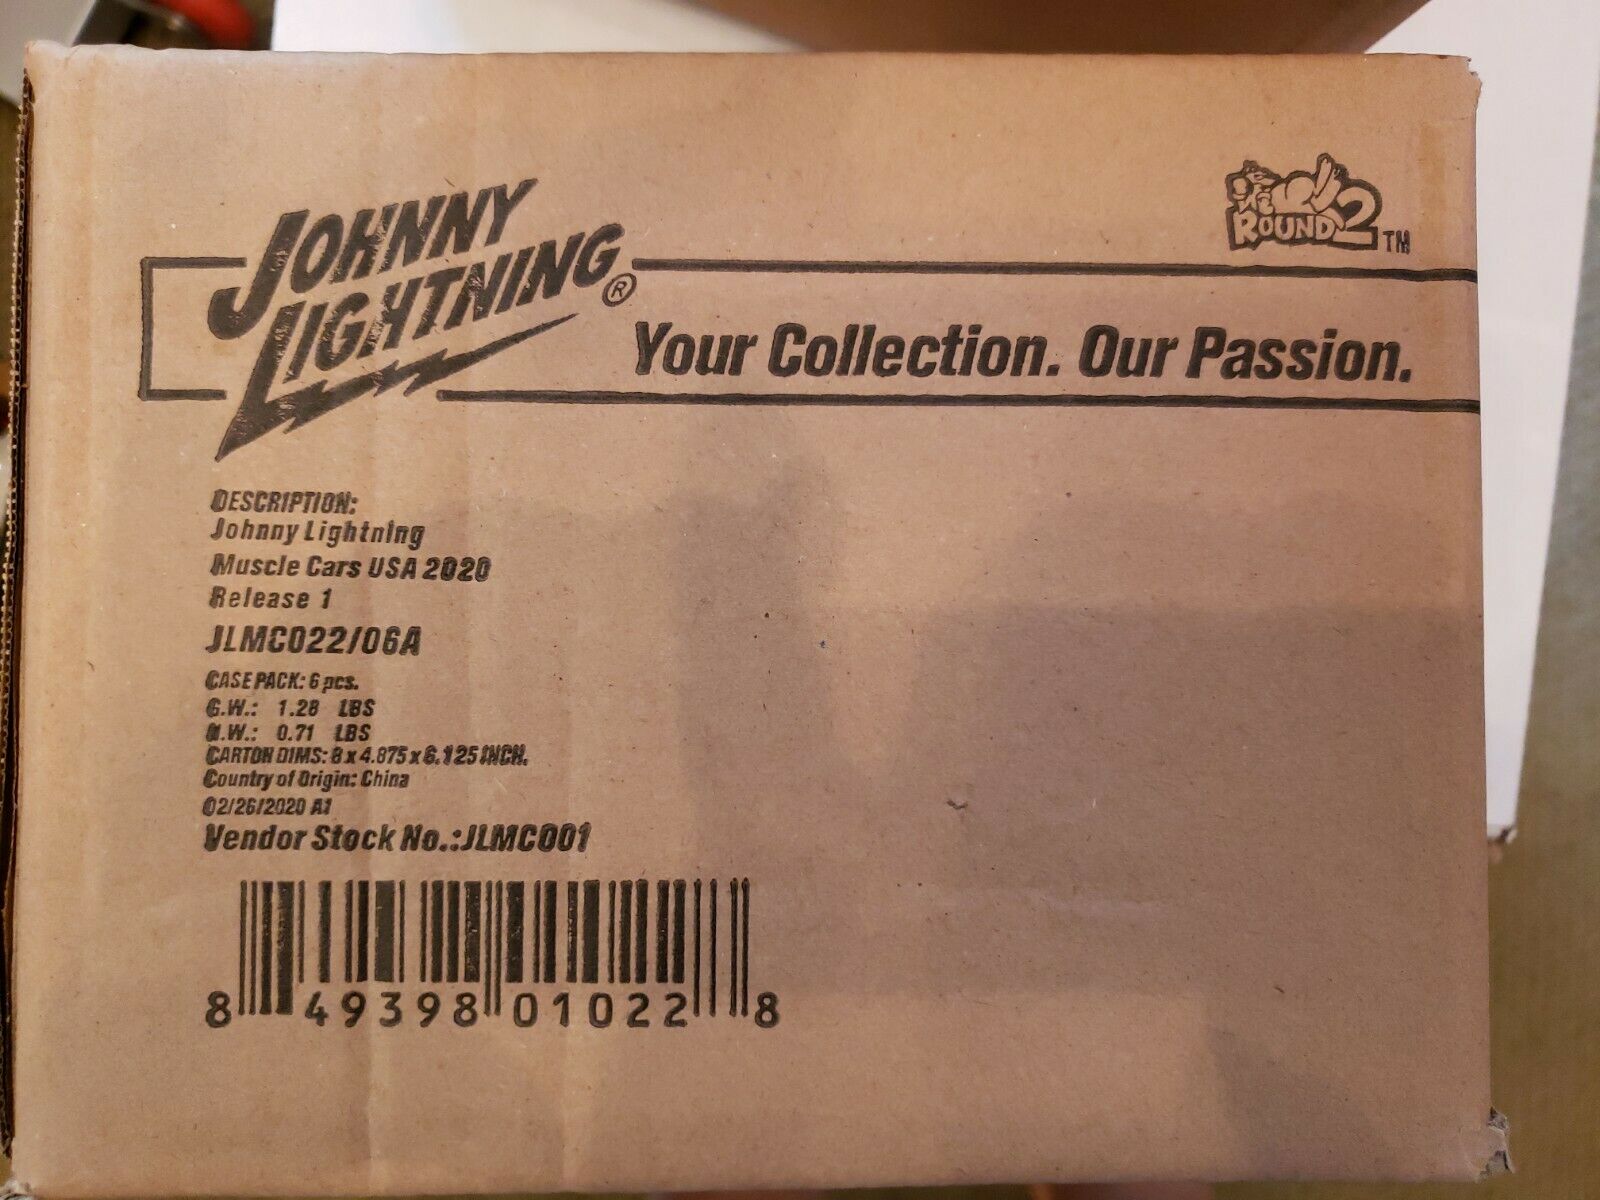 JOHNNY
LIGHTNING®
ROUND 2 TM
Your Collection. Our Passion.
DESCRIPTION:
Johnny Lightning
Muscle Cars USA 2020
Release 1
JLMC022/06A
CASE PACK: 6 pcs.
G.W.: 1.28 LBS
N.W.: 0.71 LBS
CARTON DIMS: 8 x 4.875 x 6.125 INCH.
Country of Origin: China
02/26/2020 A1
Vendor Stock No.:JLMC001
8 49398 01022 8